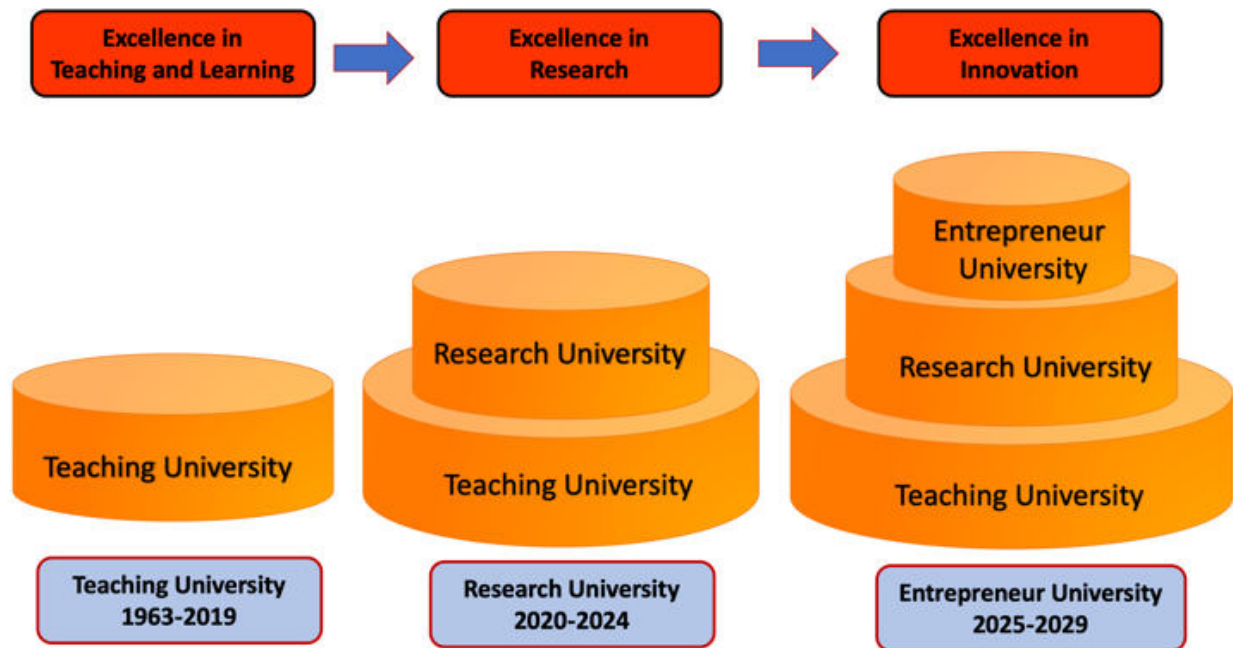 Excellence in
Teaching and Learning
Excellence in
Research
Excellence in
Innovation
Teaching University
Research University
Teaching University
Entrepreneur
University
Research University
Teaching University
Teaching University
1963-2019
Research University
2020-2024
Entrepreneur University
2025-2029